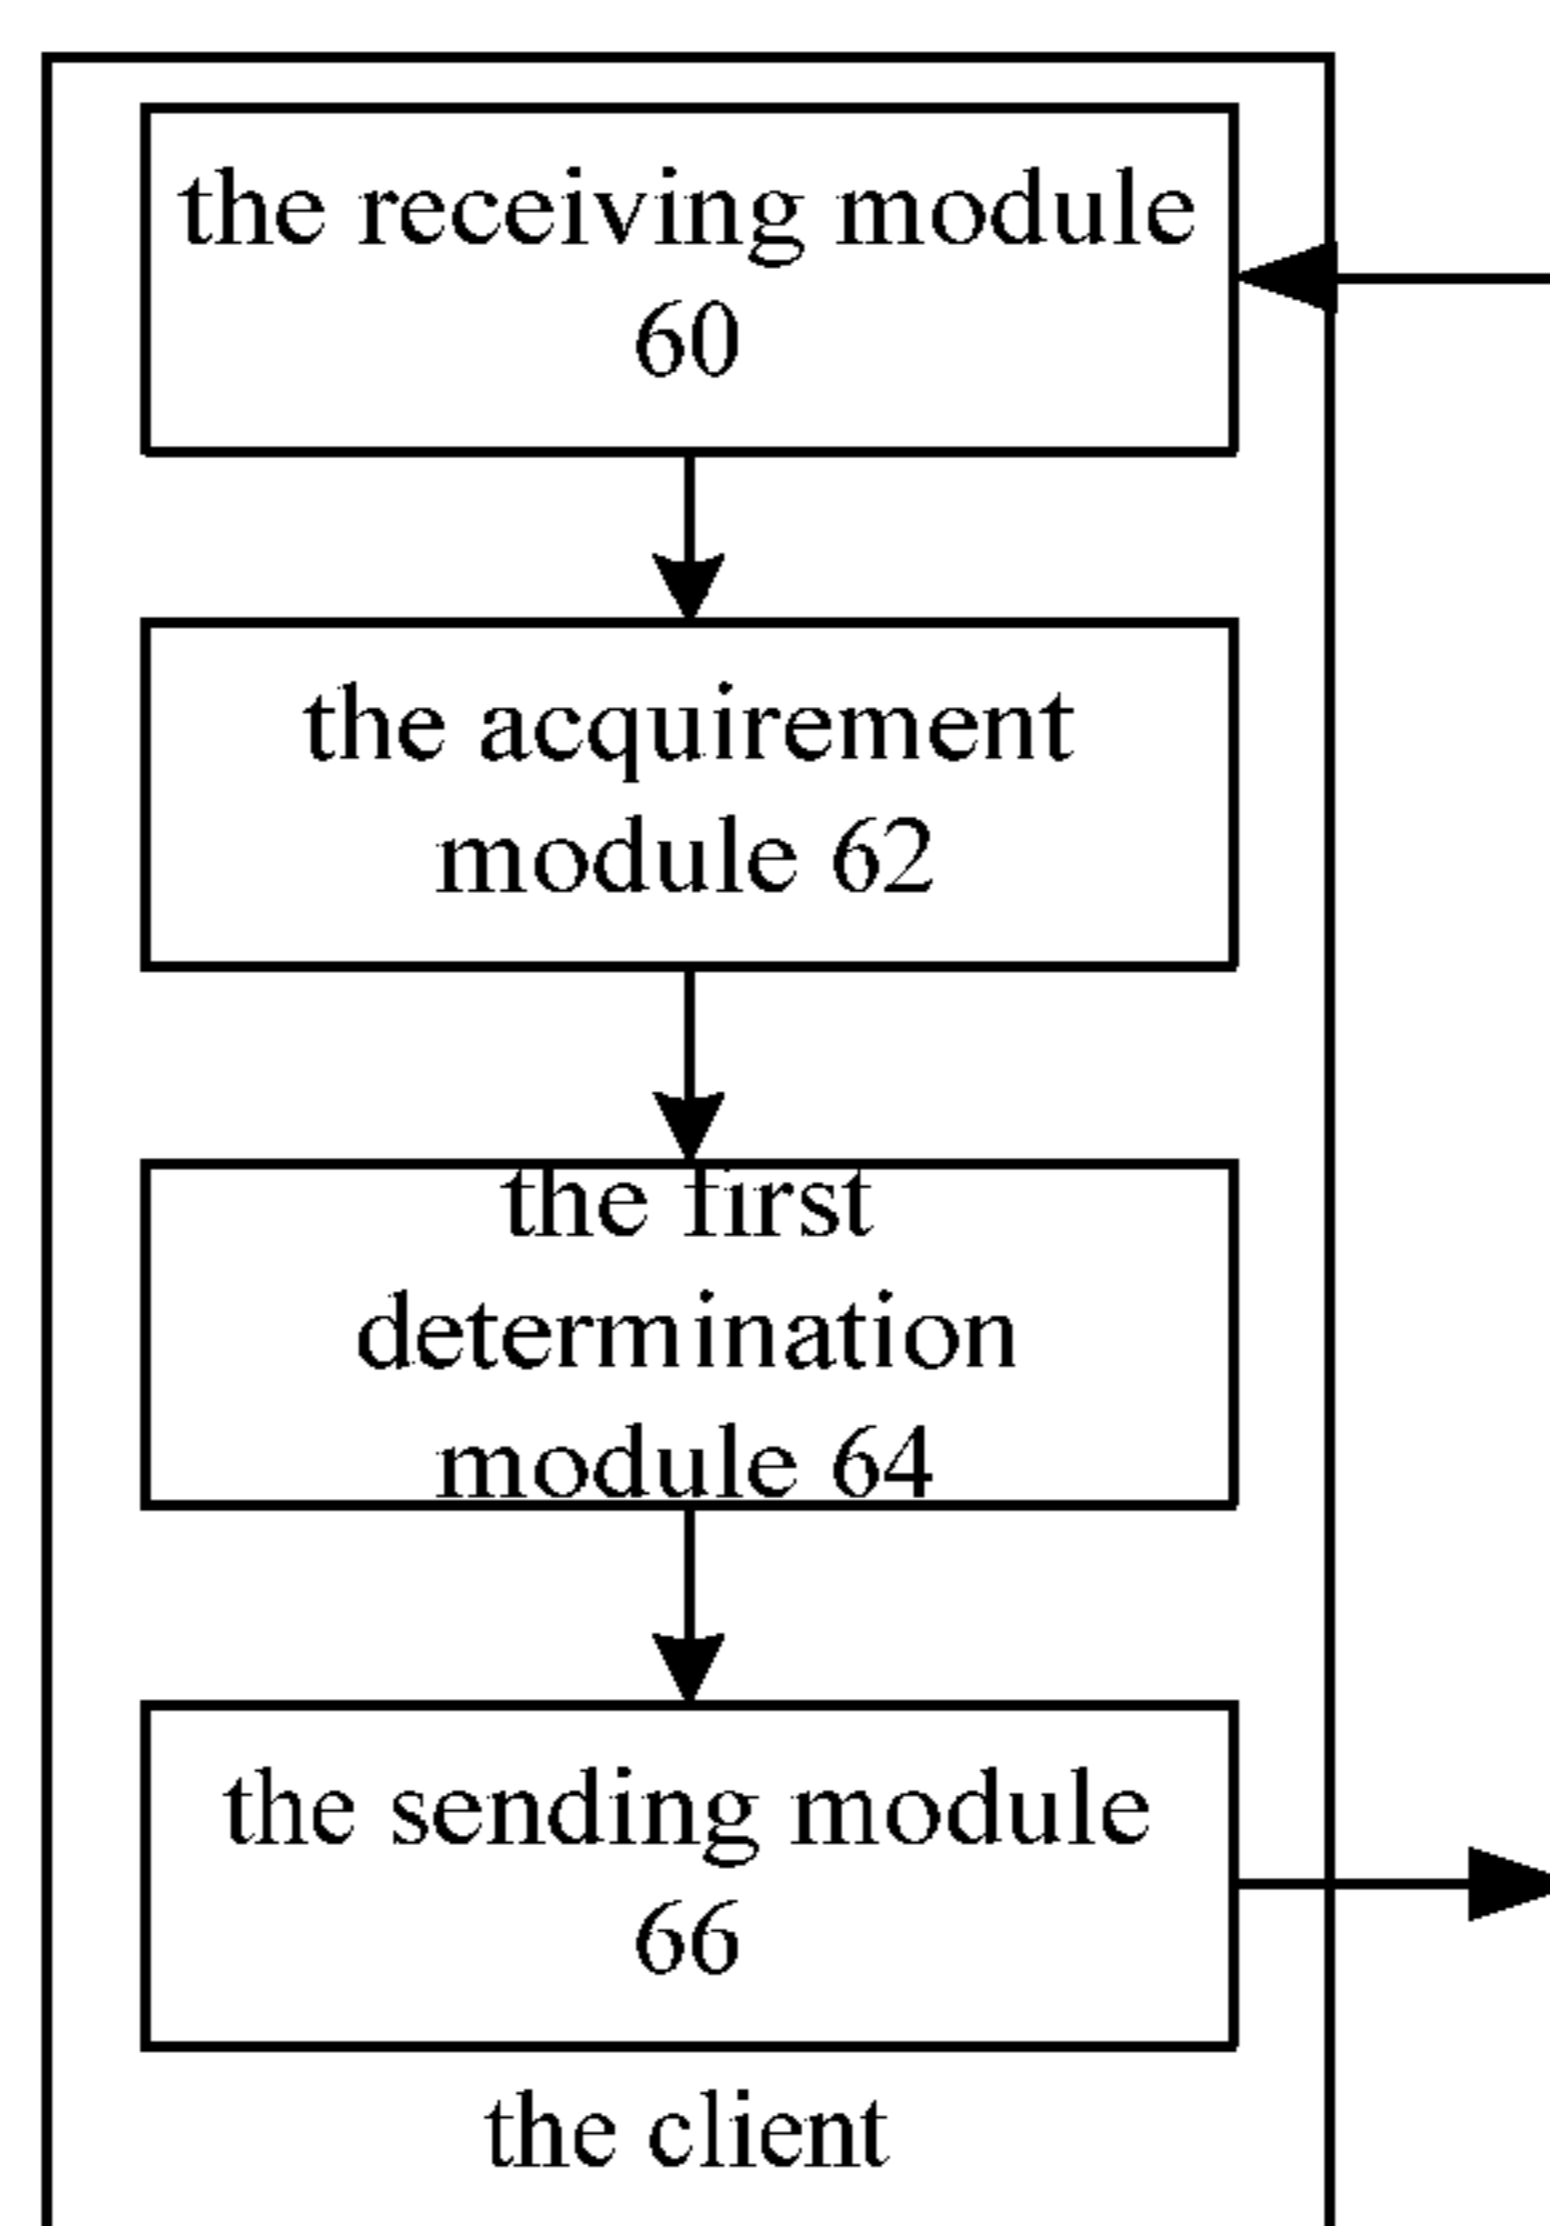 the receiving module
60
the acquirement
module 62
the first
determination
module 64
the sending module
66
the client